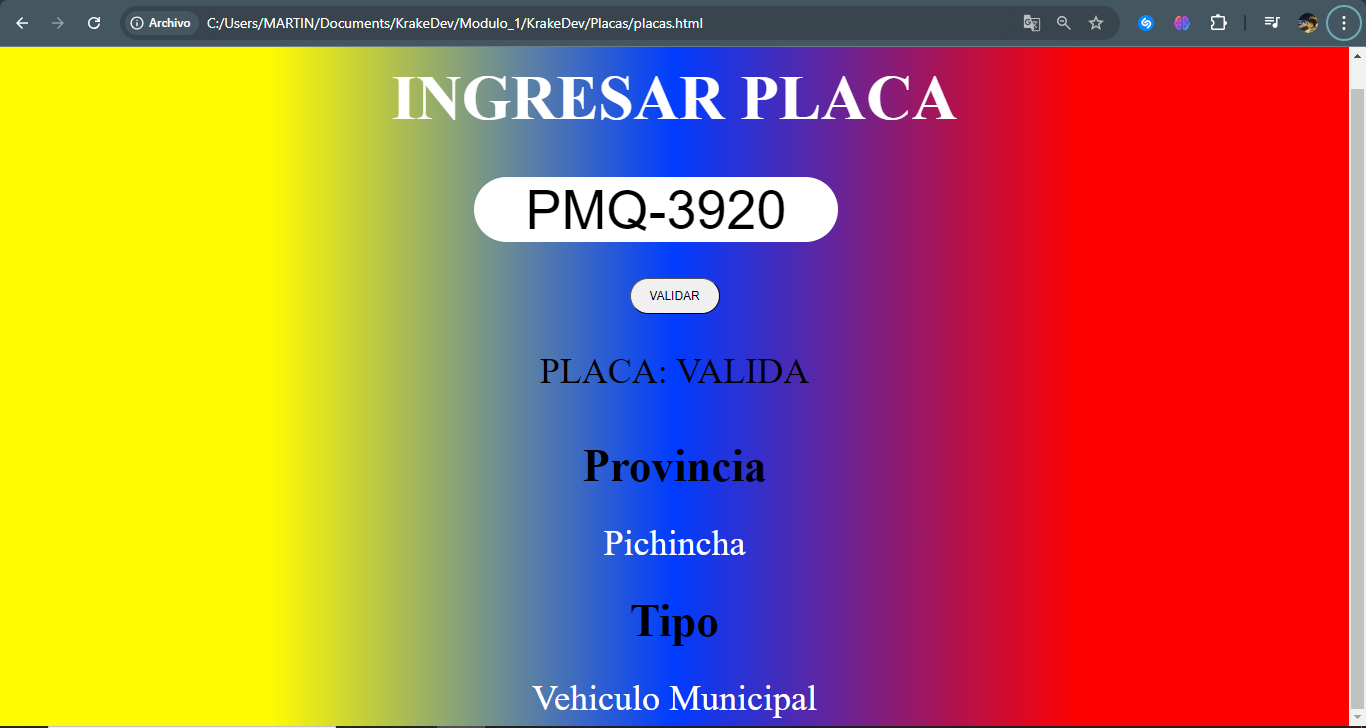 Archivo C:/Users/MARTIN/Documents/KrakeDev/Modulo_1/KrakeDev/Placas/placas.html
INGRESAR PLACA
PMQ-3920
VALIDAR
PLACA: VALIDA
Provincia
Pichincha
Tipo
Vehiculo Municipal